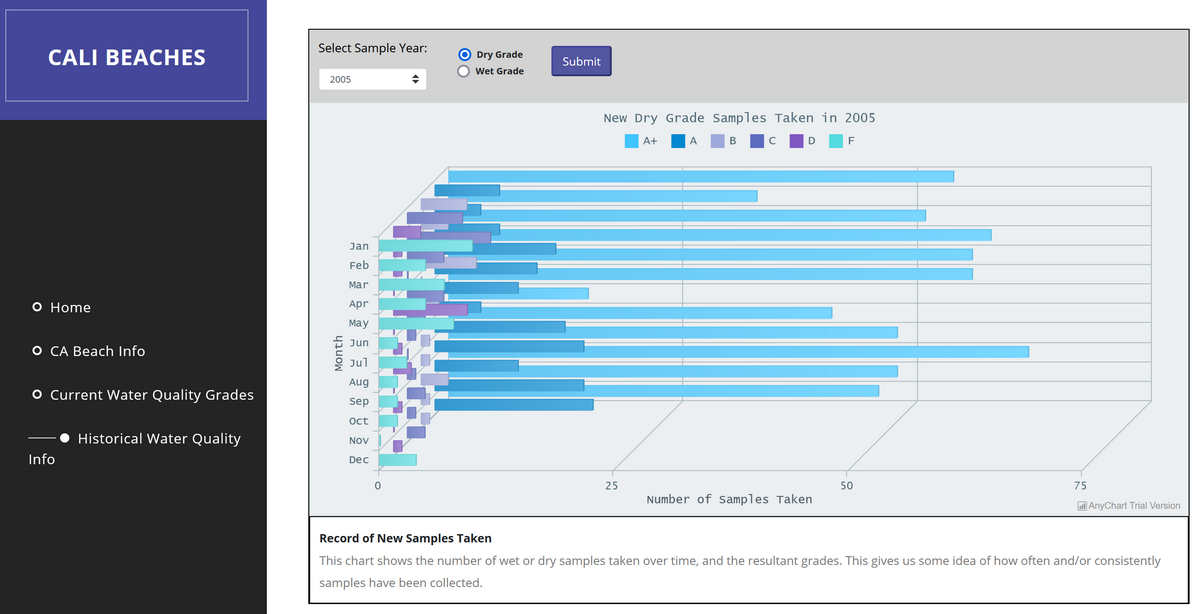 CALI BEACHES
Home
CA Beach Info
Current Water Quality Grades
Historical Water Quality
Info
Select Sample Year:
2005
Dry Grade
Wet Grade
Submit
New Dry Grade Samples Taken in 2005
A+ A B C D F
Month
Jan
Feb
Mar
Apr
May
Jun
Jul
Aug
Sep
Oct
Nov
Dec
0 25 50 75
Number of Samples Taken
AnyChart Trial Version
Record of New Samples Taken
This chart shows the number of wet or dry samples taken over time, and the resultant grades. This gives us some idea of how often and/or consistently
samples have been collected.